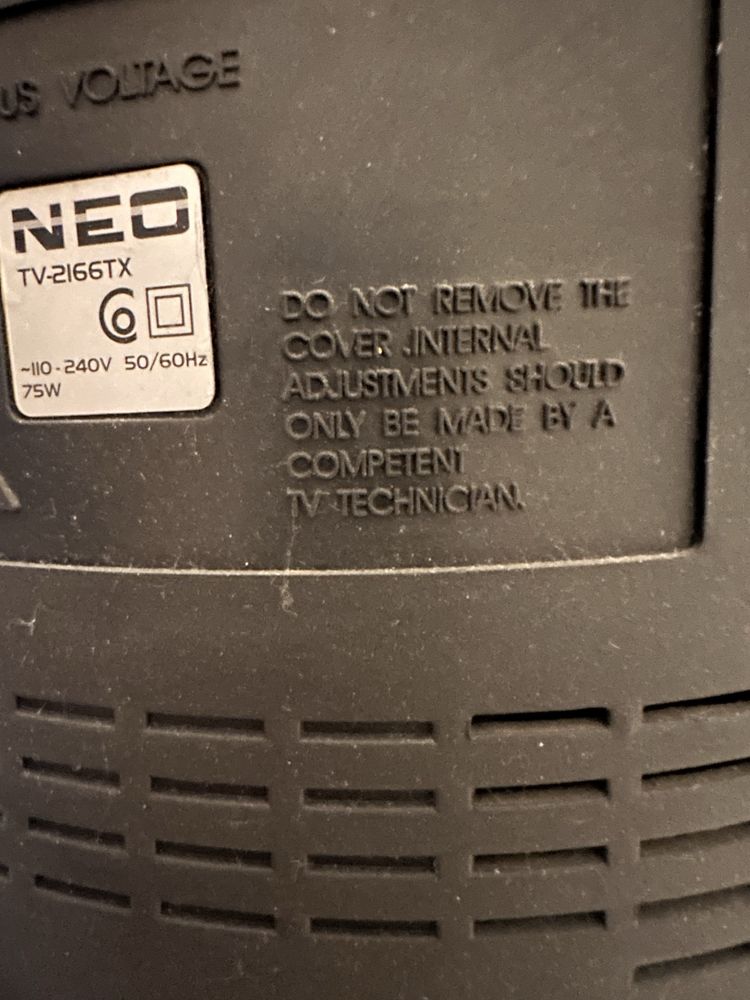 US VOLTAGE
NEO
TV-2166TX
~110-240V 50/60Hz
75W
DO NOT REMOVE THE
COVER .INTERNAL
ADJUSTMENTS SHOULD
ONLY BE MADE BY A
COMPETENT
TV TECHNICIAN.